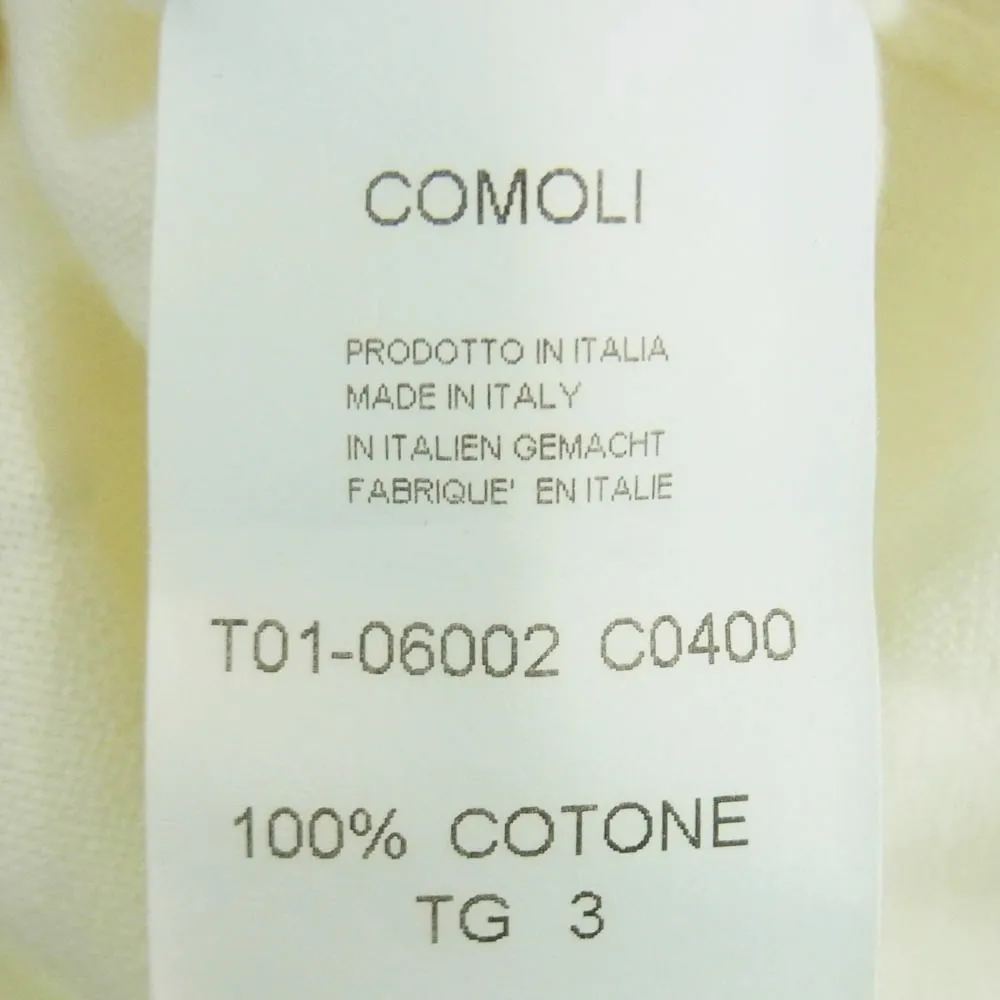 COMOLI
PRODOTTO IN ITALIA
MADE IN ITALY
IN ITALIEN GEMACHT
FABRIQUE' EN ITALIE
T01-06002 C0400
100% COTONE
TG 3